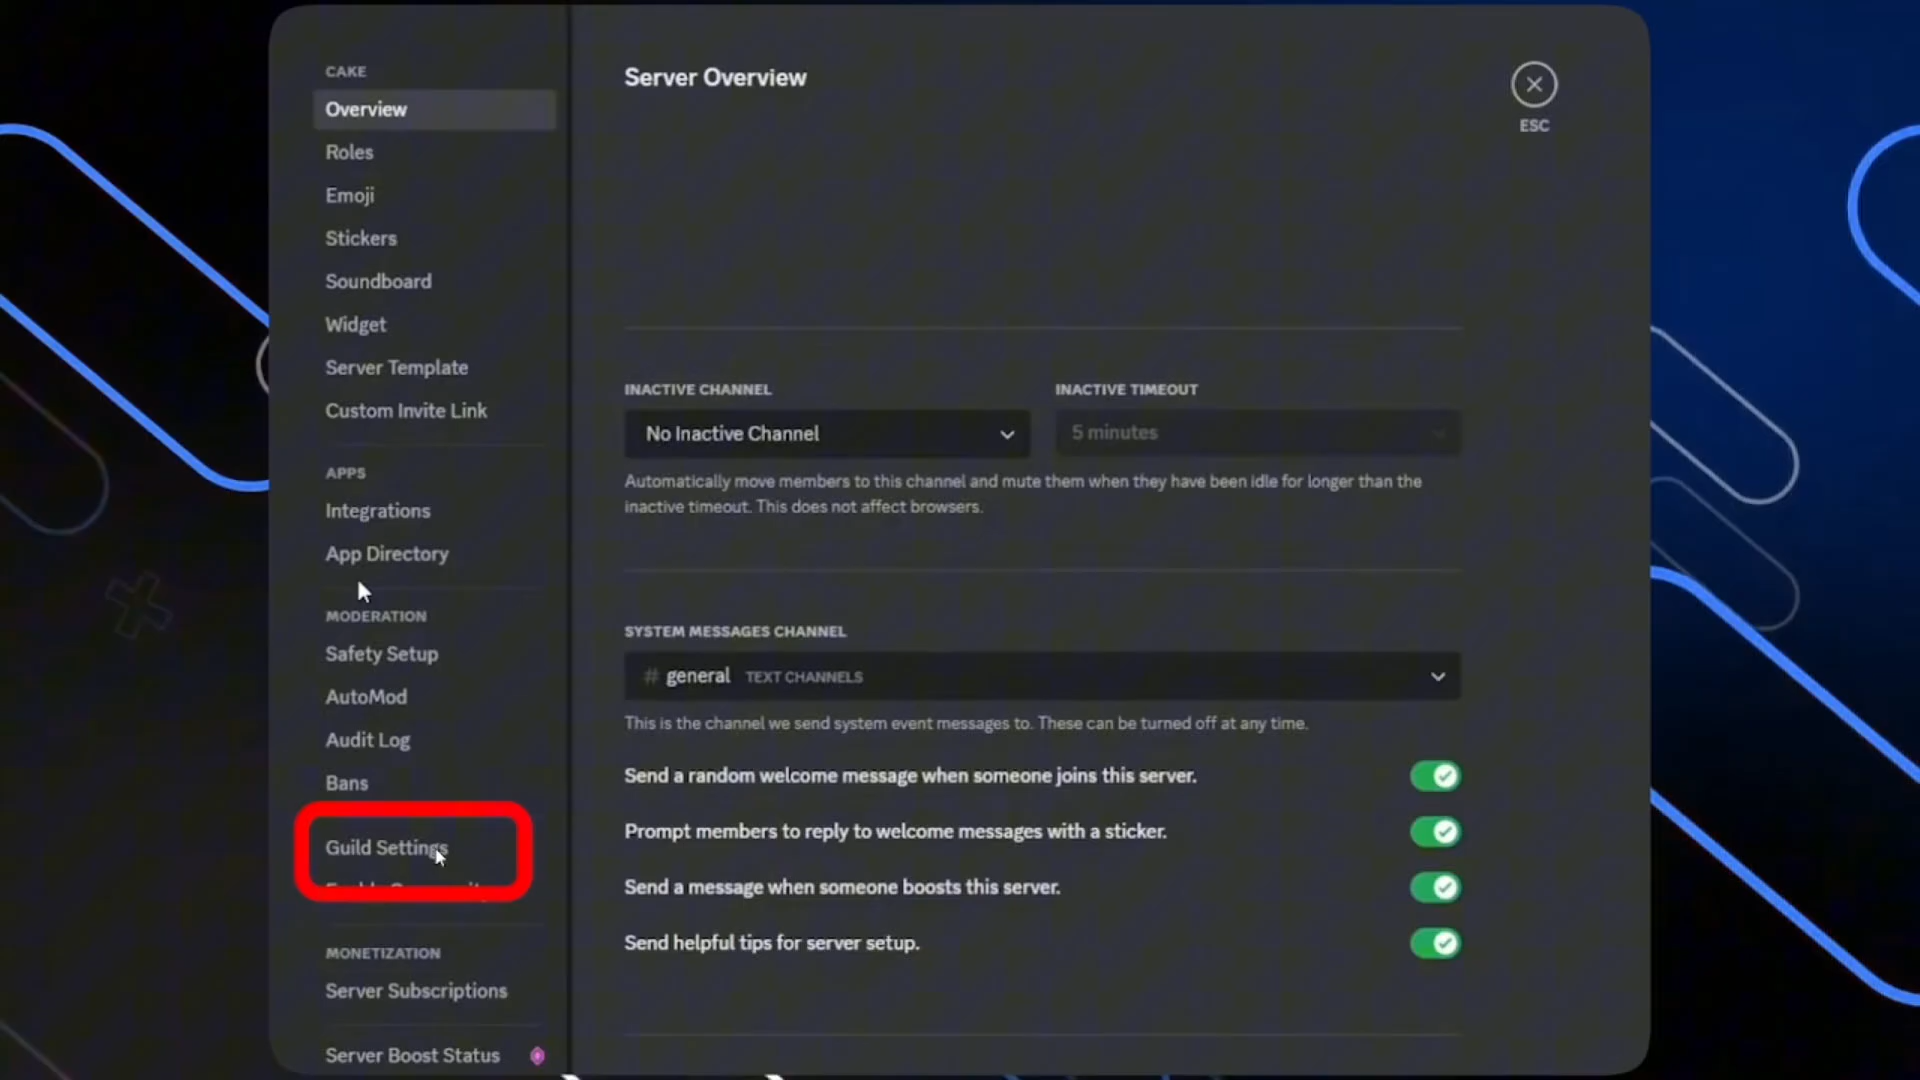 CAKE
Overview
Roles
Emoji
Stickers
Soundboard
Widget
Server Template
Custom Invite Link
APPS
Integrations
App Directory
MODERATION
Safety Setup
AutoMod
Audit Log
Bans
Guild Settings
MONETIZATION
Server Subscriptions
Server Boost Status
Server Overview
ESC
INACTIVE CHANNEL
No Inactive Channel
INACTIVE TIMEOUT
5 minutes
Automatically move members to this channel and mute them when they have been idle for longer than the
inactive timeout. This does not affect browsers.
SYSTEM MESSAGES CHANNEL
# general TEXT CHANNELS
This is the channel we send system event messages to. These can be turned off at any time.
Send a random welcome message when someone joins this server.
Prompt members to reply to welcome messages with a sticker.
Send a message when someone boosts this server.
Send helpful tips for server setup.